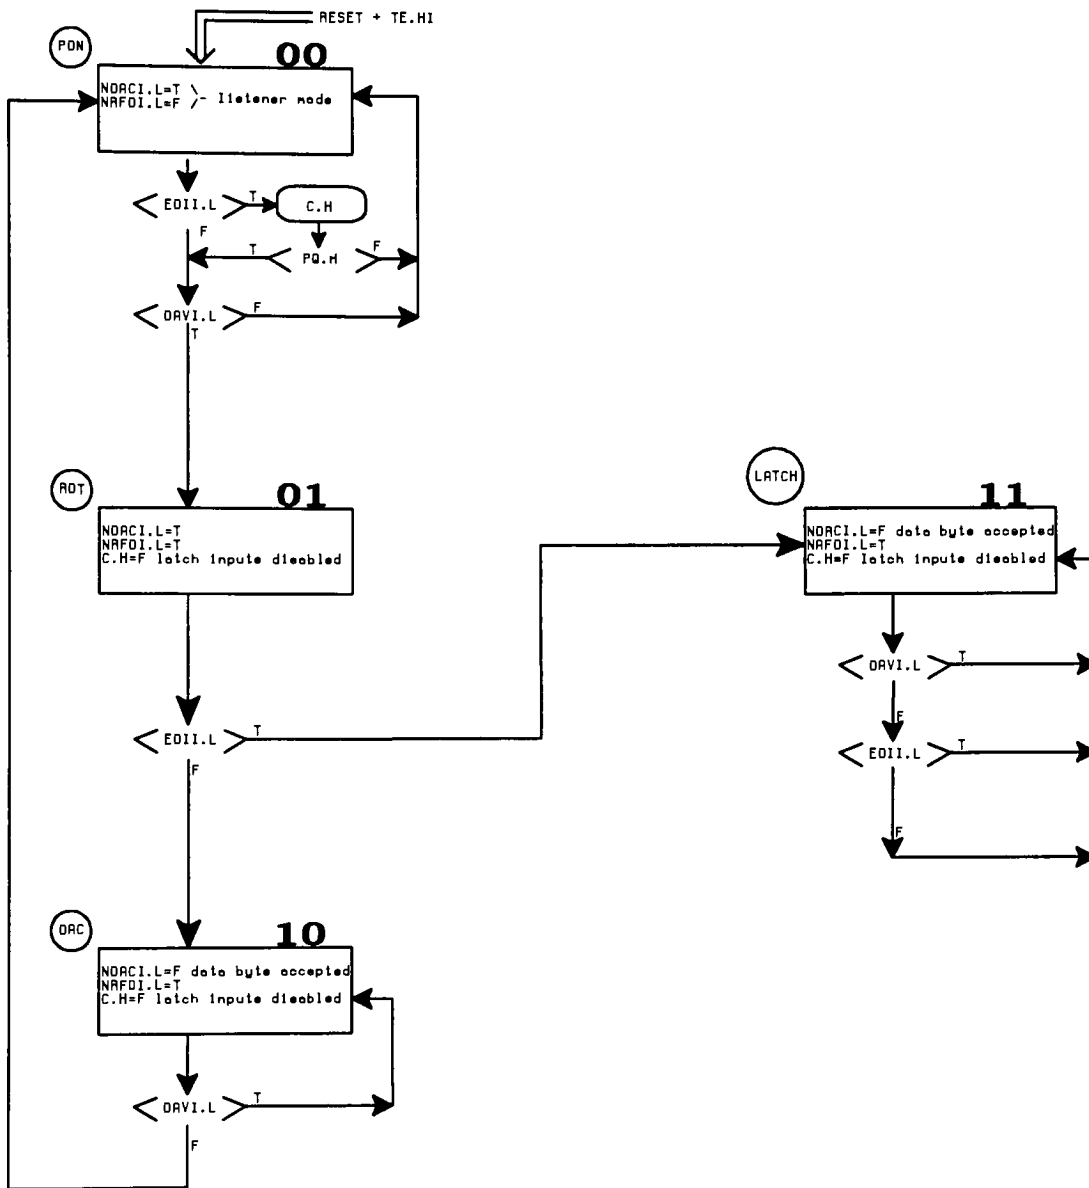 RESET + TE.HI
PON
00
NDACI.L=T \
NRFDI.L=F /- listener mode
EOII.L
T
C.H
F
T
PQ.H
F
DAVI.L
F
T
RDT
01
NDACI.L=T
NRFDI.L=T
C.H=F latch inputs disabled
LATCH
11
NDACI.L=F data byte accepted
NRFDI.L=T
C.H=F latch inputs disabled
DAVI.L
T
F
EOII.L
T
F
EOII.L
T
F
DAC
10
NDACI.L=F data byte accepted
NRFDI.L=T
C.H=F latch inputs disabled
DAVI.L
T
F